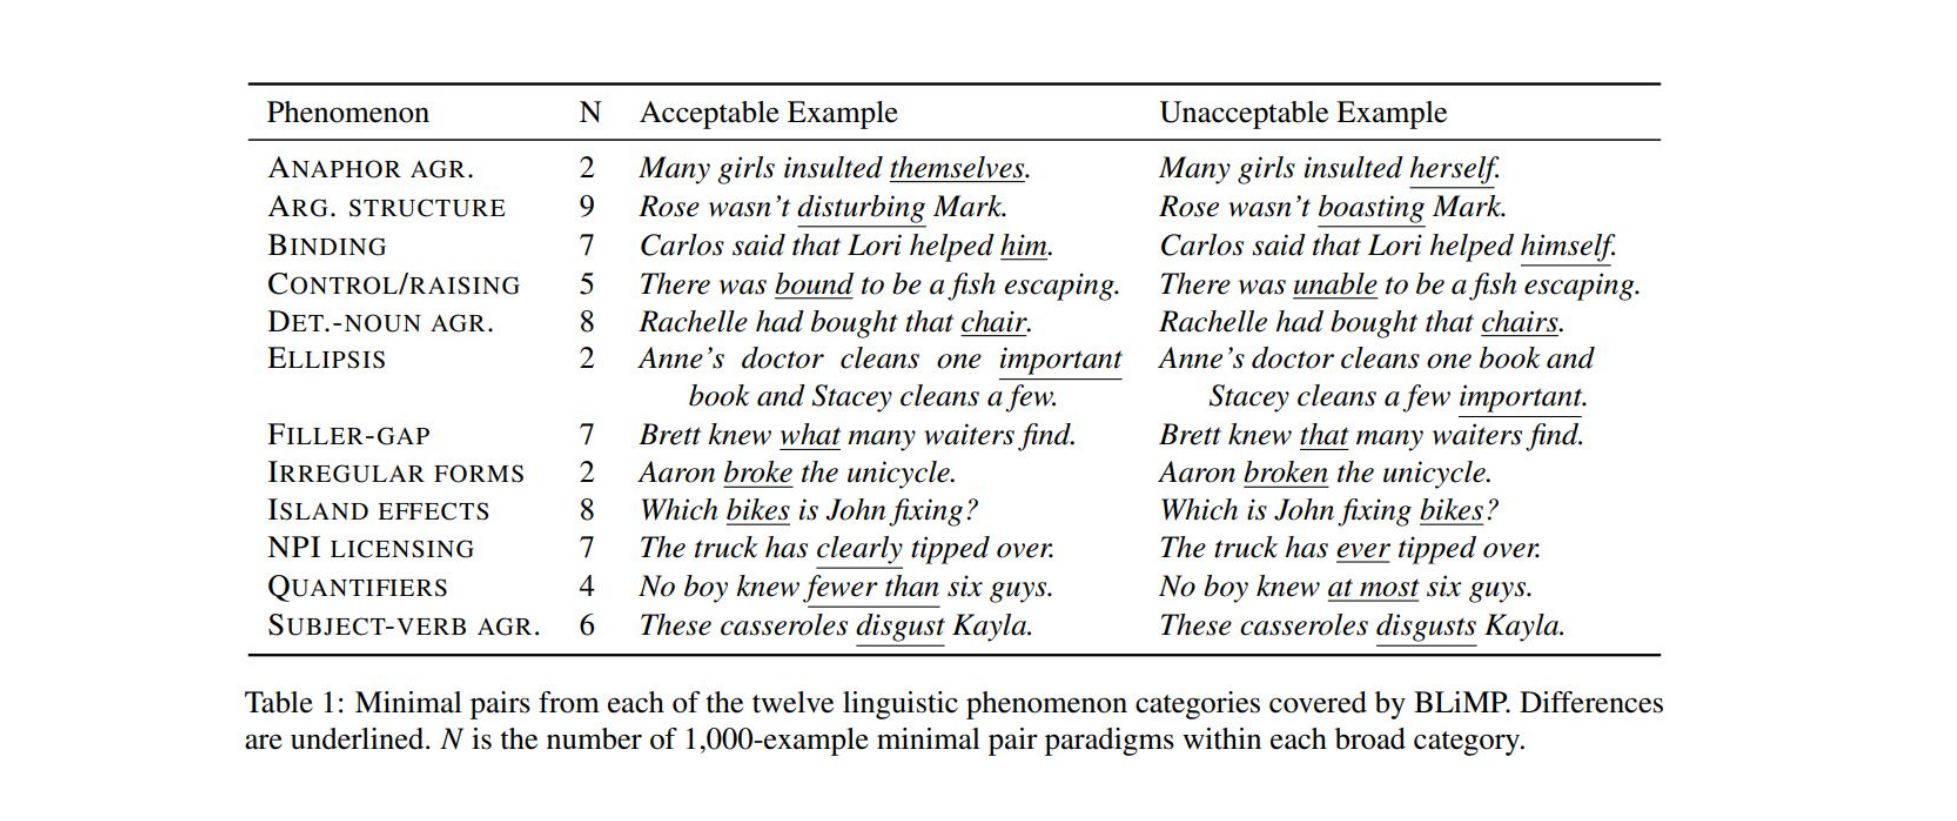 Phenomenon N Acceptable Example Unacceptable Example
ANAPHOR AGR. 2 Many girls insulted themselves. Many girls insulted herself.
ARG. STRUCTURE 9 Rose wasn't disturbing Mark. Rose wasn't boasting Mark.
BINDING 7 Carlos said that Lori helped him. Carlos said that Lori helped himself.
CONTROL/RAISING 5 There was bound to be a fish escaping. There was unable to be a fish escaping.
DET.-NOUN AGR. 8 Rachelle had bought that chair. Rachelle had bought that chairs.
ELLIPSIS 2 Anne's doctor cleans one important Anne's doctor cleans one book and
book and Stacey cleans a few. Stacey cleans a few important.
FILLER-GAP 7 Brett knew what many waiters find. Brett knew that many waiters find.
IRREGULAR FORMS 2 Aaron broke the unicycle. Aaron broken the unicycle.
ISLAND EFFECTS 8 Which bikes is John fixing? Which is John fixing bikes?
NPI LICENSING 7 The truck has clearly tipped over. The truck has ever tipped over.
QUANTIFIERS 4 No boy knew fewer than six guys. No boy knew at most six guys.
SUBJECT-VERB AGR. 6 These casseroles disgust Kayla. These casseroles disgusts Kayla.
Table 1: Minimal pairs from each of the twelve linguistic phenomenon categories covered by BLiMP. Differences
are underlined. N is the number of 1,000-example minimal pair paradigms within each broad category.